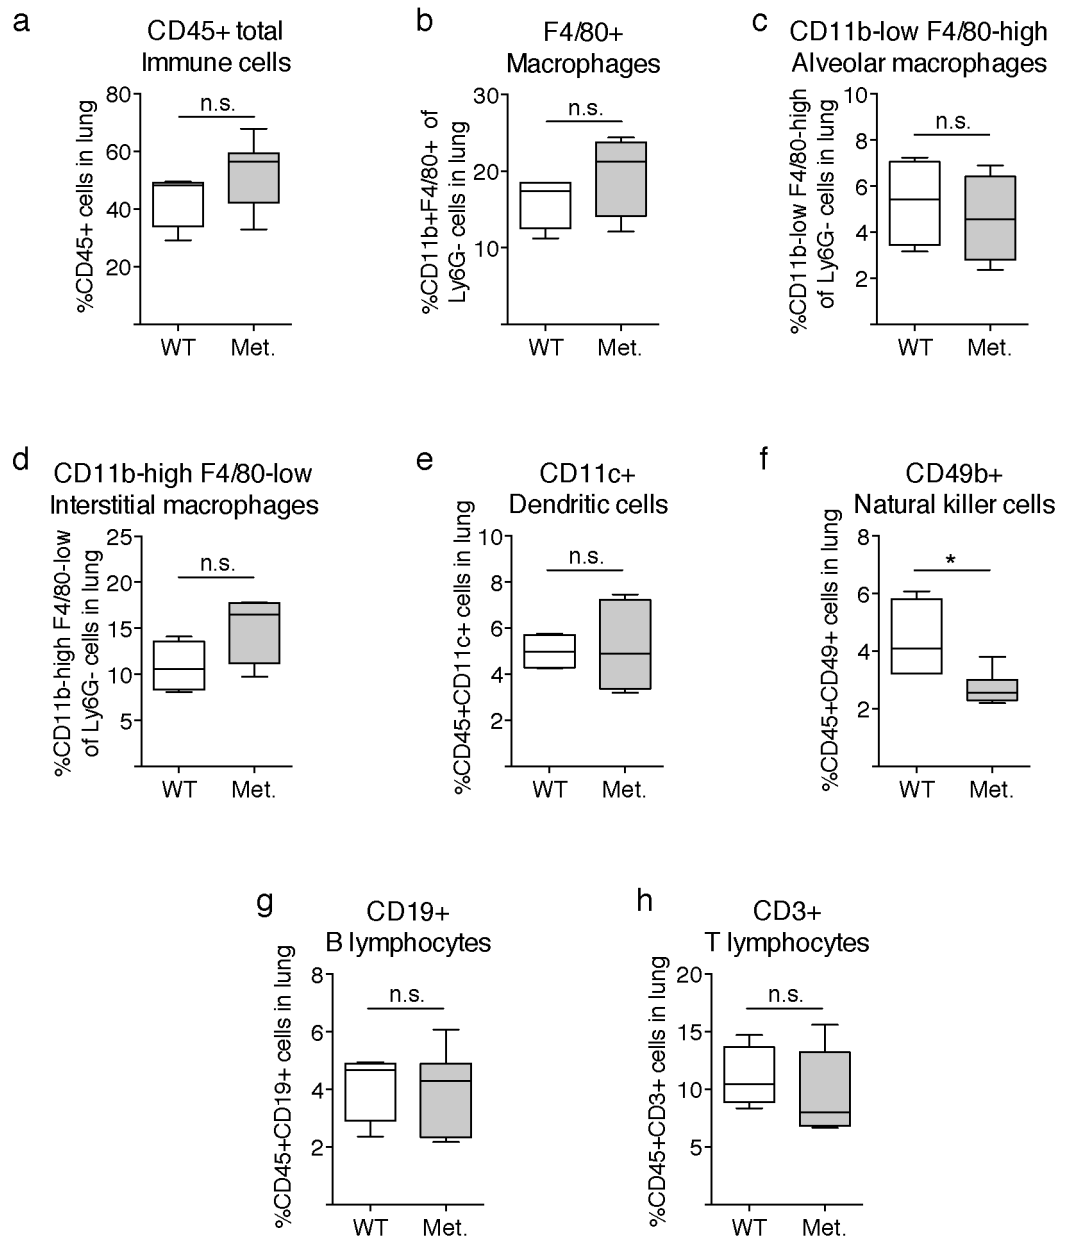 a
CD45+ total
Immune cells
%CD45+ cells in lung
80
60
40
20
n.s.
WT
Met.
b
F4/80+
Macrophages
%CD11b+F4/80+ of
Ly6G- cells in lung
30
20
10
n.s.
WT
Met.
c
CD11b-low F4/80-high
Alveolar macrophages
%CD11b-low F4/80-high
of Ly6G- cells in lung
10
8
6
4
2
n.s.
WT
Met.
d
CD11b-high F4/80-low
Interstitial macrophages
%CD11b-high F4/80-low
of Ly6G- cells in lung
25
20
15
10
5
n.s.
WT
Met.
e
CD11c+
Dendritic cells
%CD45+CD11c+ cells in lung
10
8
6
4
2
n.s.
WT
Met.
f
CD49b+
Natural killer cells
%CD45+CD49+ cells in lung
8
6
4
2
*
WT
Met.
g
CD19+
B lymphocytes
%CD45+CD19+ cells in lung
8
6
4
2
n.s.
WT
Met.
h
CD3+
T lymphocytes
%CD45+CD3+ cells in lung
20
15
10
5
n.s.
WT
Met.